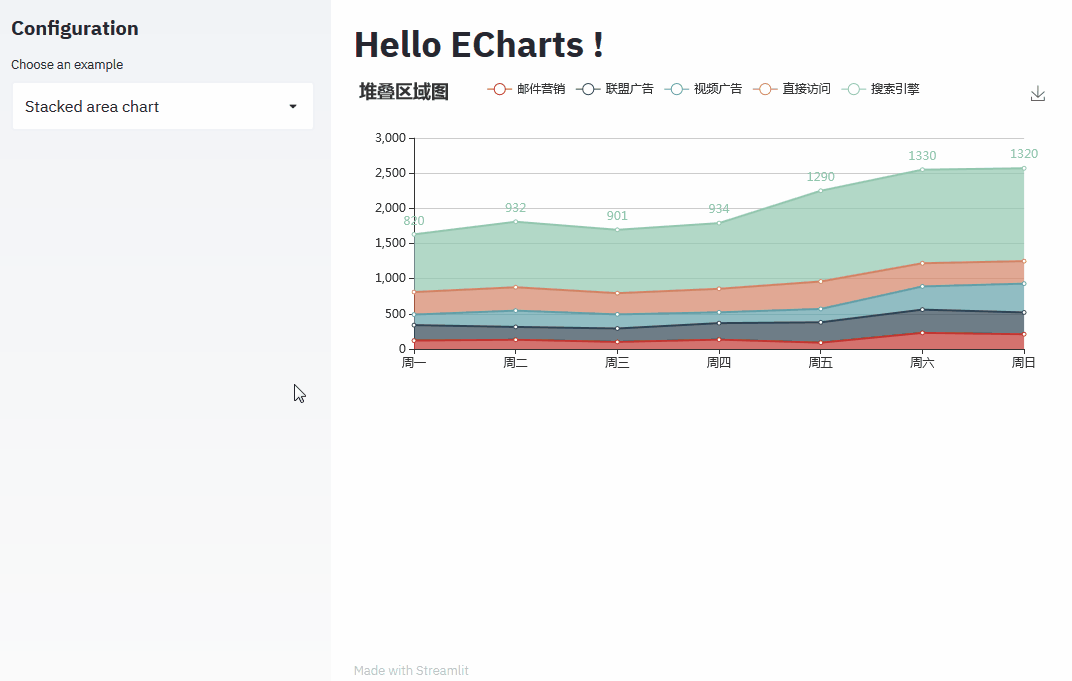 Configuration
Choose an example
Stacked area chart
Hello ECharts !
堆叠区域图
邮件营销 联盟广告 视频广告 直接访问 搜索引擎
3,000
2,500
2,000
1,500
1,000
500
0
820 932 901 934 1290 1330 1320
周一 周二 周三 周四 周五 周六 周日
Made with Streamlit